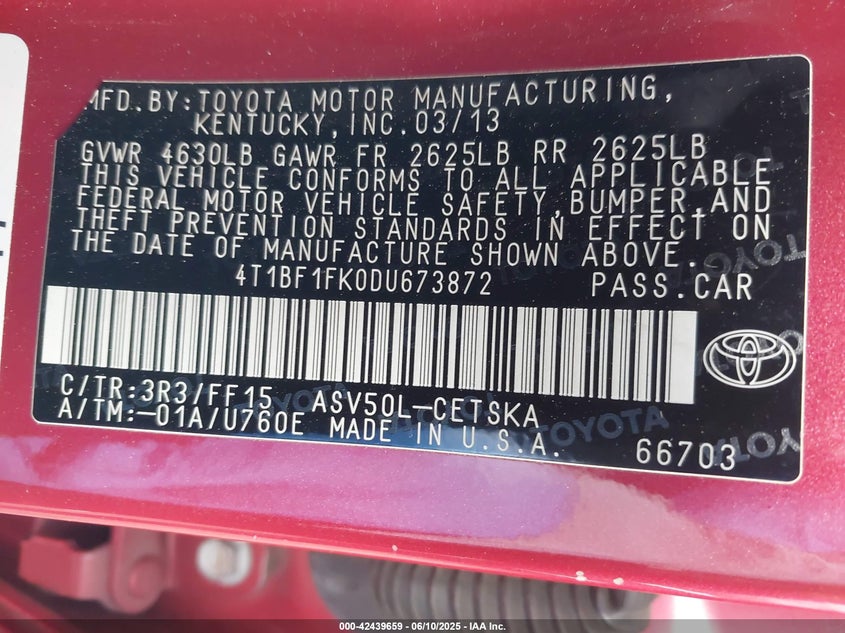 MFD.BY:TOYOTA MOTOR MANUFACTURING,
KENTUCKY,INC.03/13
GVWR 4630LB GAWR FR 2625LB RR 2625LB
THIS VEHICLE CONFORMS TO ALL APPLICABLE
FEDERAL MOTOR VEHICLE SAFETY,BUMPER,AND
THEFT PREVENTION STANDARDS IN EFFECT ON
THE DATE OF MANUFACTURE SHOWN ABOVE.
4T1BF1FK0DU673872 PASS.CAR
C/TR:3R3/FF15 ASV50L-CETSKA
A/TM:-01A/U760E MADE IN U.S.A. 66703
TOYOTA
000-42439659 - 06/10/2025 - IAA Inc.